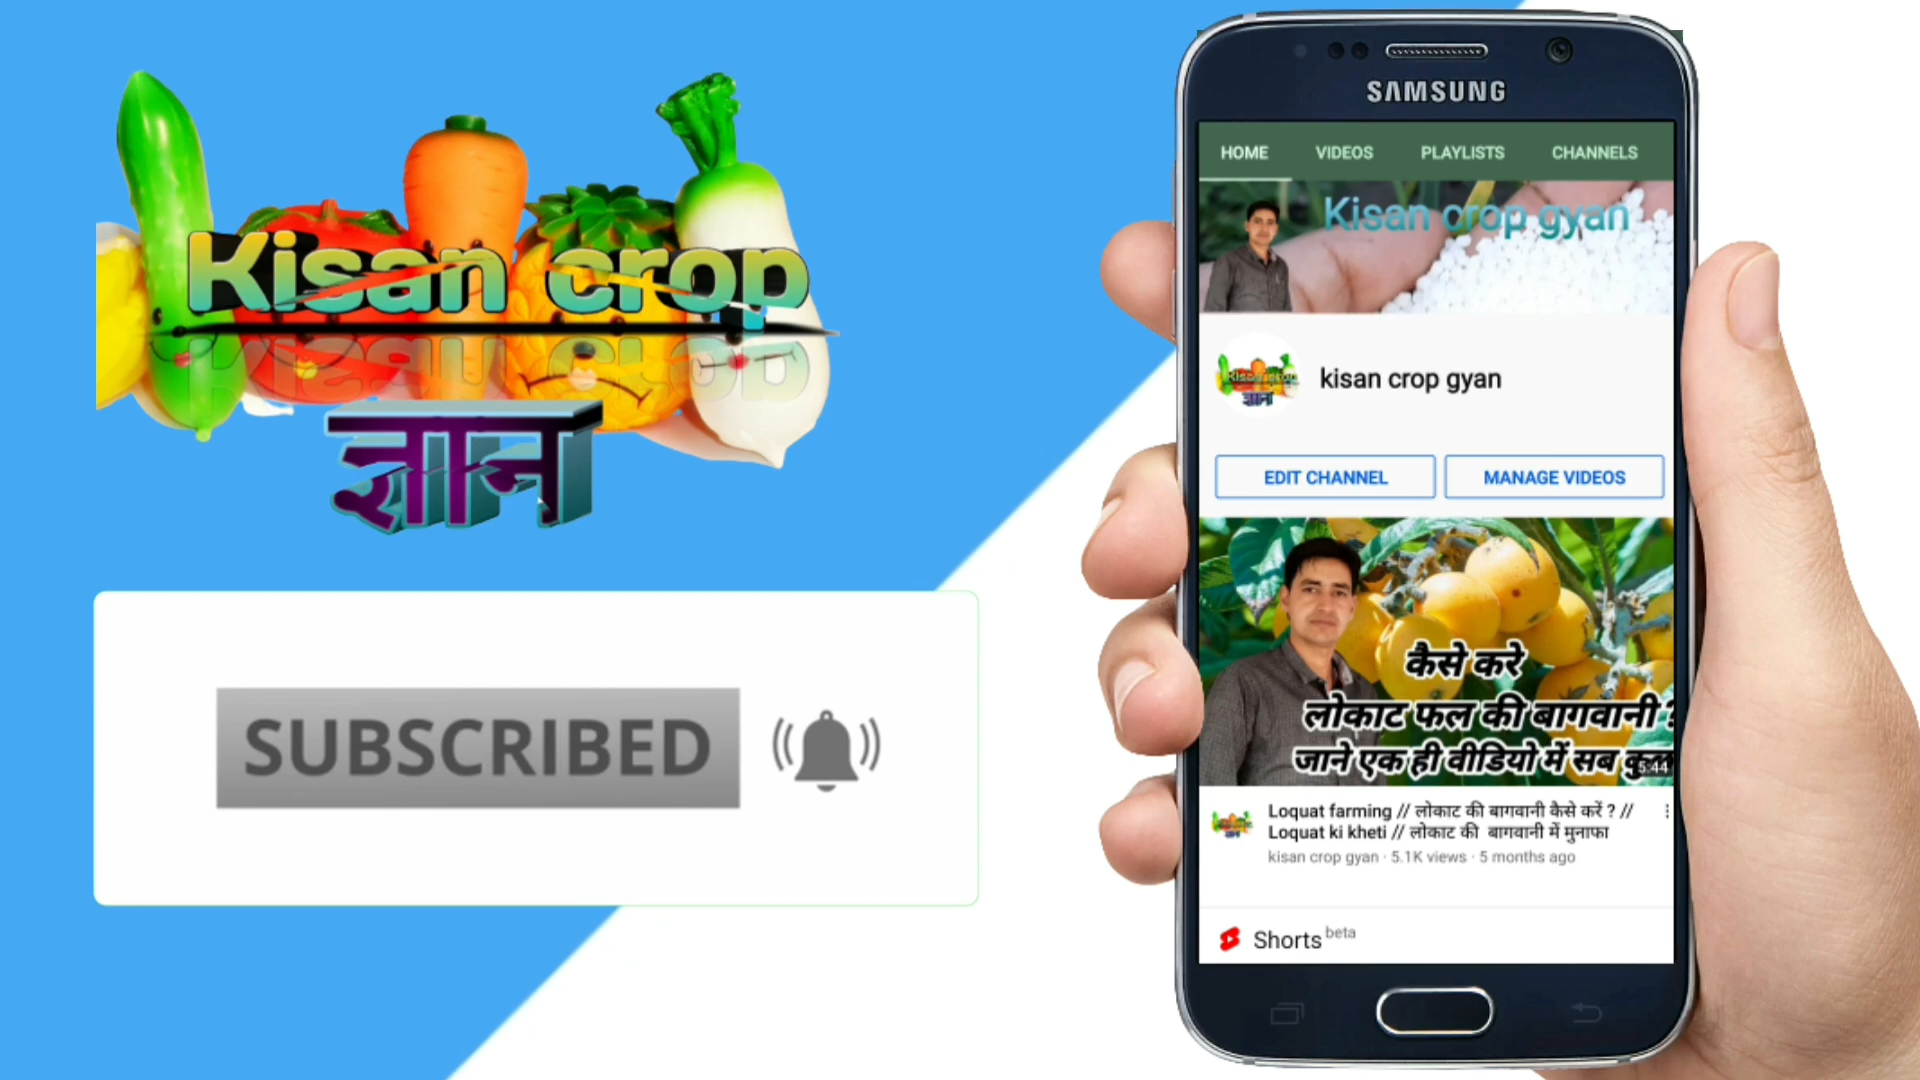 Kisan crop
ज्ञान
SUBSCRIBED
SAMSUNG
HOME VIDEOS PLAYLISTS CHANNELS
Kisan crop gyan
kisan crop gyan
EDIT CHANNEL MANAGE VIDEOS
कैसे करे
लोकाट फल की बागवानी ?
जाने एक ही वीडियो में सब
5:44
Loquat farming // लोकाट की बागवानी कैसे करें ? //
Loquat ki kheti // लोकाट की बागवानी में मुनाफा
kisan crop gyan · 5.1K views · 5 months ago
Shorts beta